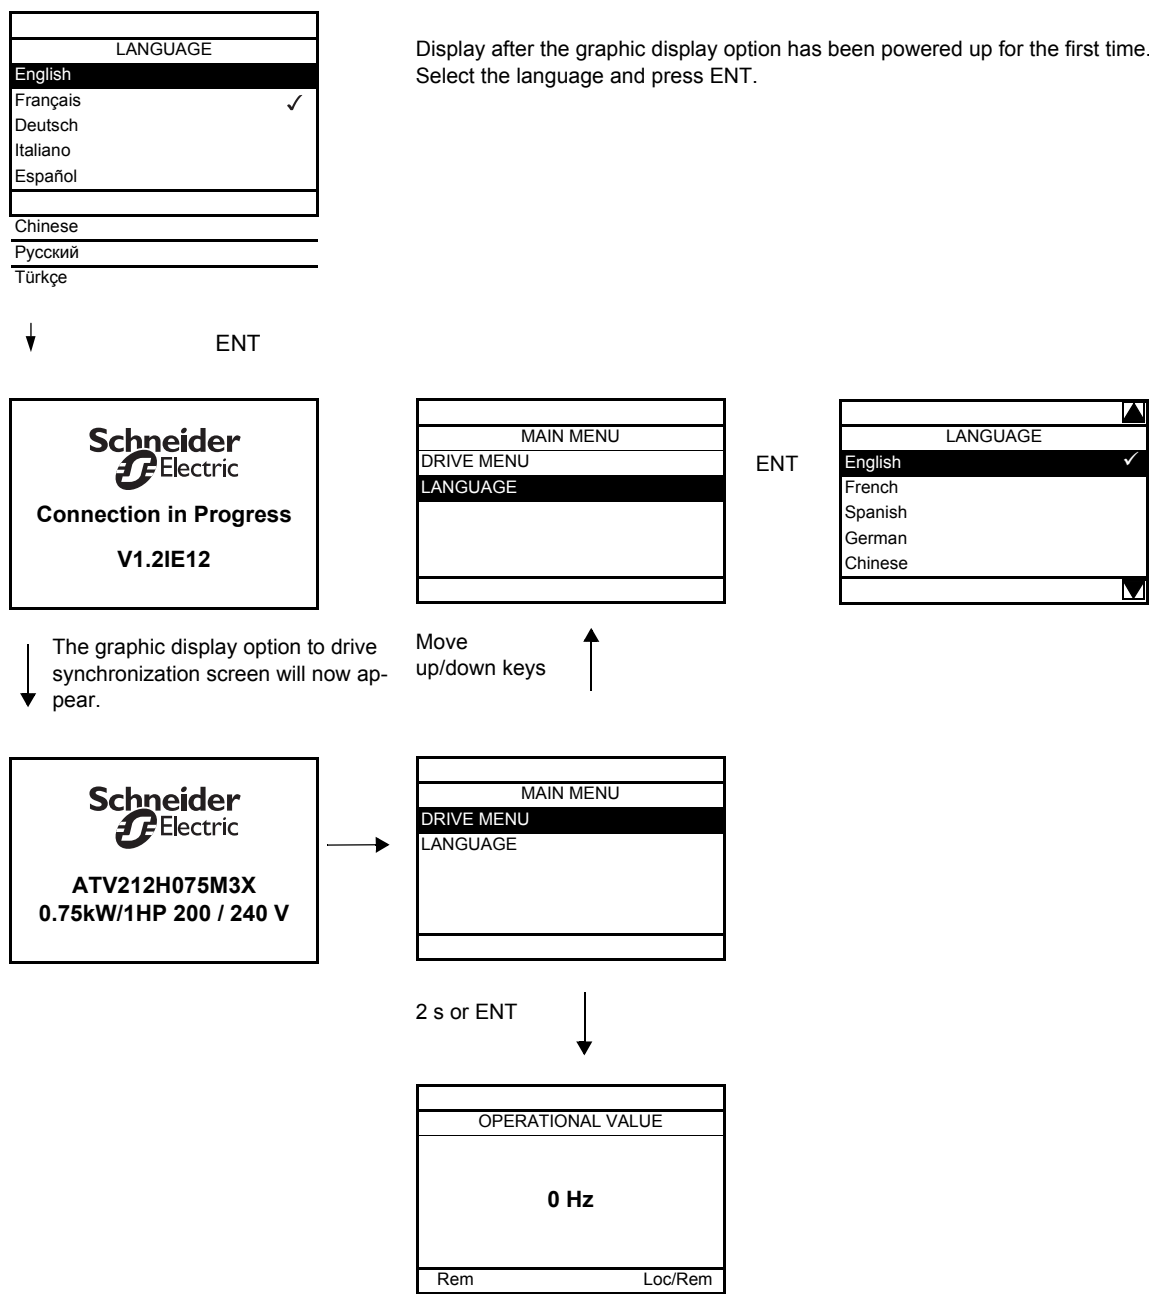 LANGUAGE
English
Français ✓
Deutsch
Italiano
Español
Chinese
Русский
Türkçe
Display after the graphic display option has been powered up for the first time.
Select the language and press ENT.
ENT
Schneider
Electric
Connection in Progress
V1.2IE12
MAIN MENU
DRIVE MENU
LANGUAGE
ENT
LANGUAGE
English ✓
French
Spanish
German
Chinese
The graphic display option to drive
synchronization screen will now ap-
pear.
Move
up/down keys
Schneider
Electric
ATV212H075M3X
0.75kW/1HP 200 / 240 V
MAIN MENU
DRIVE MENU
LANGUAGE
2 s or ENT
OPERATIONAL VALUE
0 Hz
Rem Loc/Rem